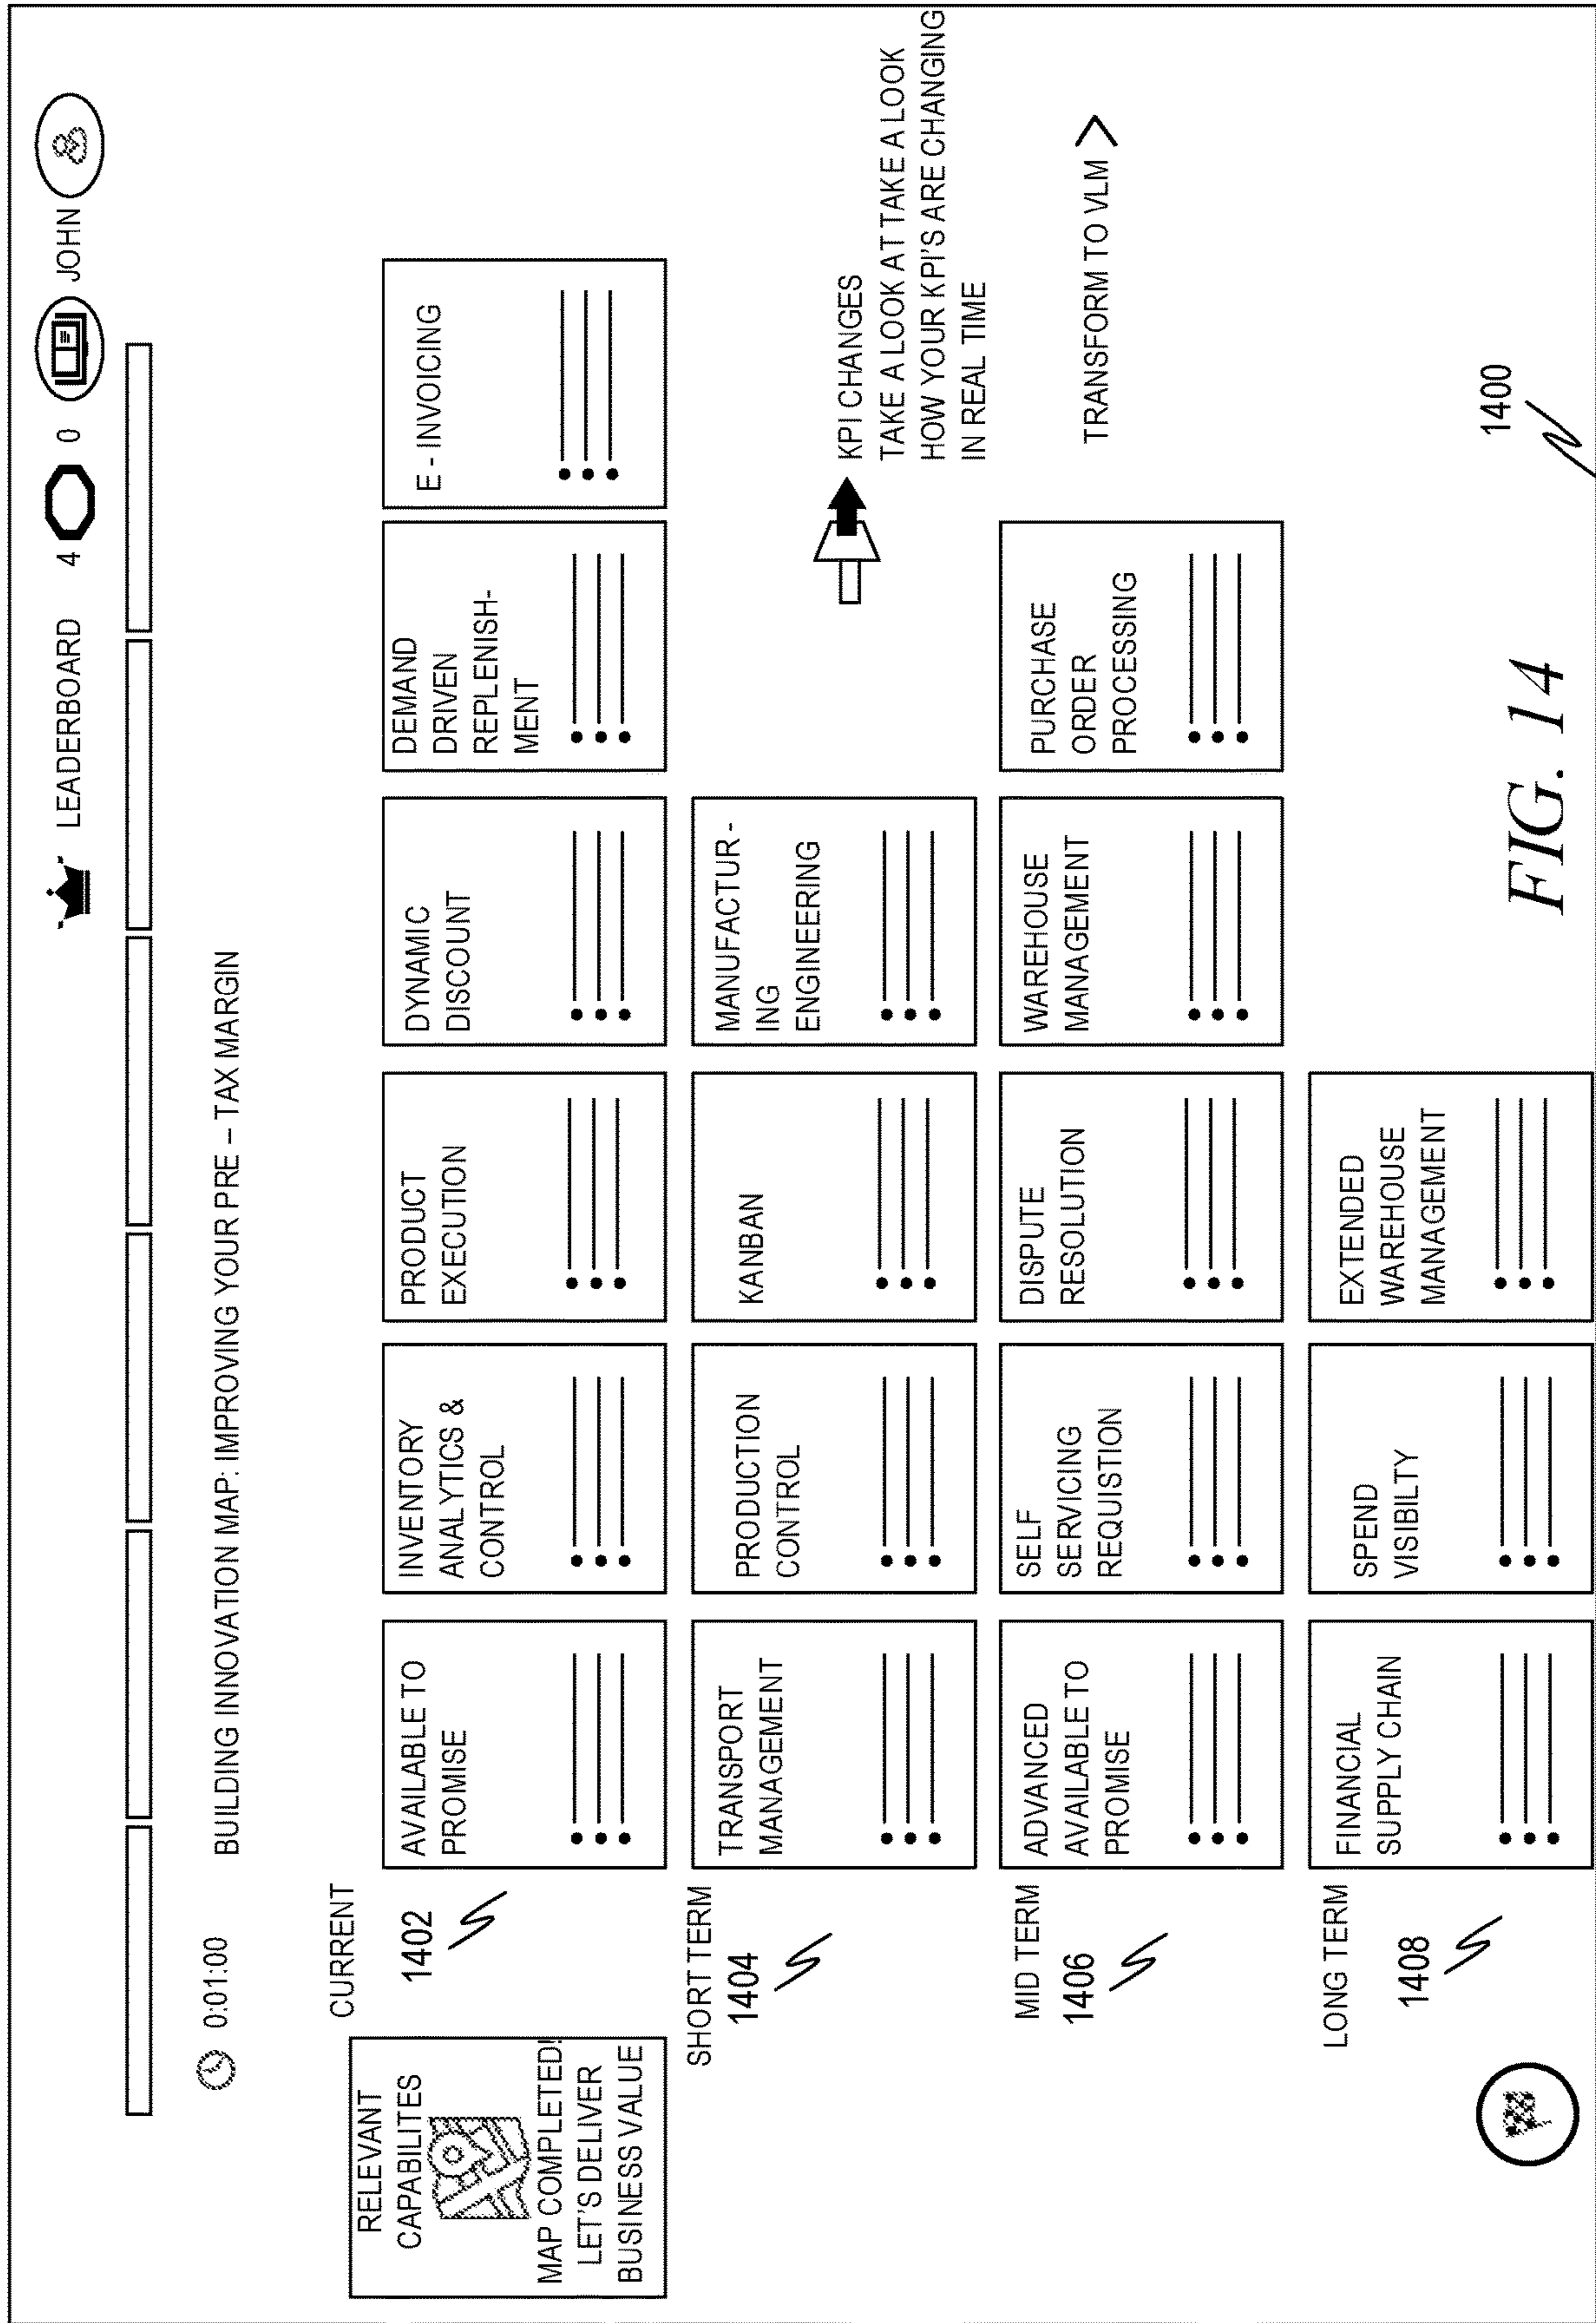 LEADERBOARD 4 0 JOHN
0:01:00 BUILDING INNOVATION MAP: IMPROVING YOUR PRE – TAX MARGIN
RELEVANT
CAPABILITES
MAP COMPLETED!
LET'S DELIVER
BUSINESS VALUE
CURRENT
1402
AVAILABLE TO
PROMISE
INVENTORY
ANALYTICS &
CONTROL
PRODUCT
EXECUTION
DYNAMIC
DISCOUNT
DEMAND
DRIVEN
REPLENISH-
MENT
E - INVOICING
SHORT TERM
1404
TRANSPORT
MANAGEMENT
PRODUCTION
CONTROL
KANBAN
MANUFACTUR -
ING
ENGINEERING
KPI CHANGES
TAKE A LOOK AT TAKE A LOOK
HOW YOUR KPI'S ARE CHANGING
IN REAL TIME
MID TERM
1406
ADVANCED
AVAILABLE TO
PROMISE
SELF
SERVICING
REQUISTION
DISPUTE
RESOLUTION
WAREHOUSE
MANAGEMENT
PURCHASE
ORDER
PROCESSING
TRANSFORM TO VLM >
LONG TERM
1408
FINANCIAL
SUPPLY CHAIN
SPEND
VISIBILTY
EXTENDED
WAREHOUSE
MANAGEMENT
1400
FIG. 14